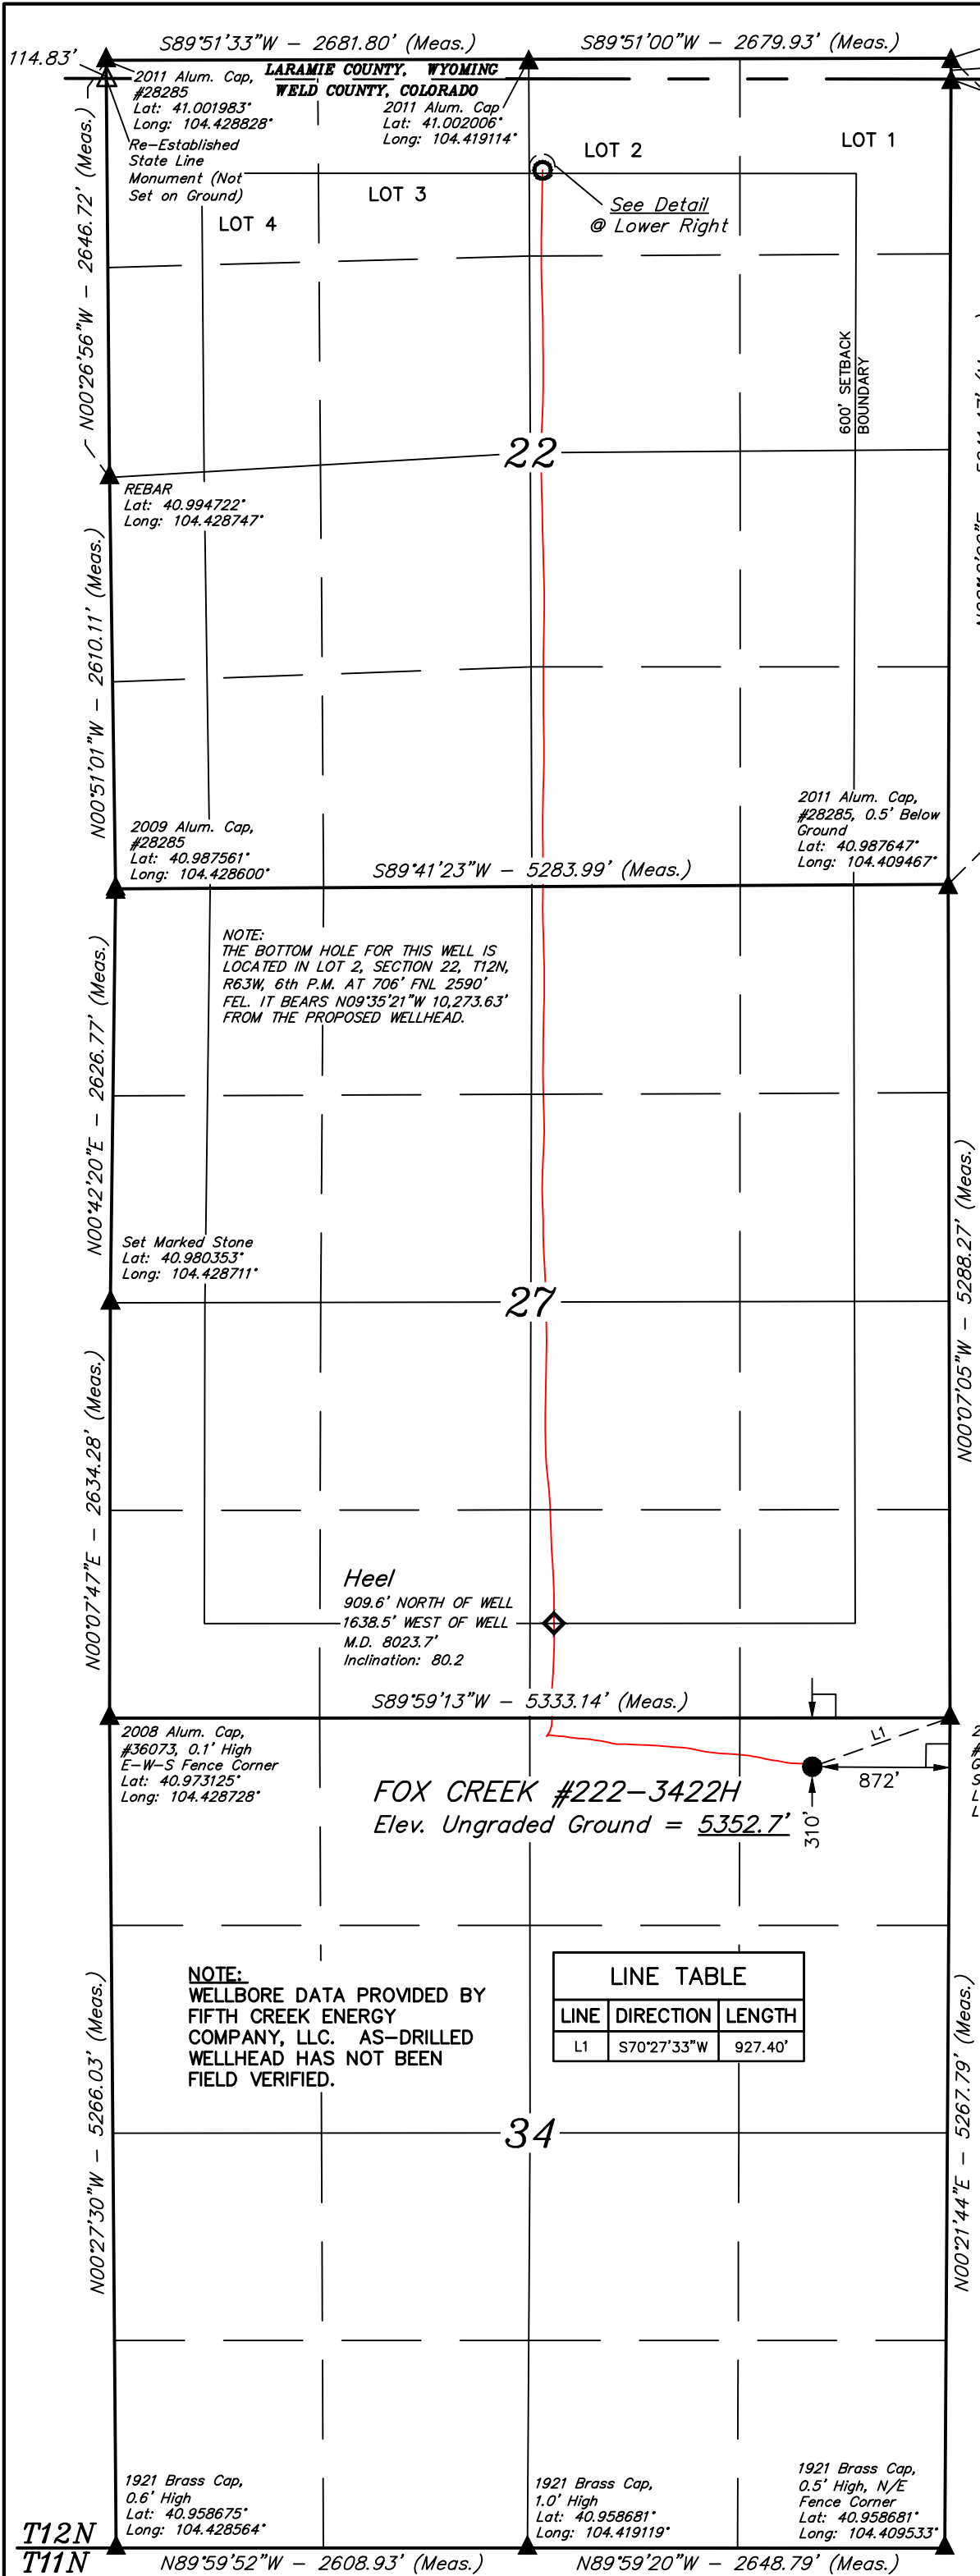 S89°51'33"W - 2681.80' (Meas.)
S89°51'00"W - 2679.93' (Meas.)
114.83'
LARAMIE COUNTY, WYOMING
WELD COUNTY, COLORADO
2011 Alum. Cap,
#28285
Lat: 41.001983°
Long: 104.428828°
2011 Alum. Cap
Lat: 41.002006°
Long: 104.419114°
Re-Established
State Line
Monument (Not
Set on Ground)
LOT 1
LOT 2
LOT 3
LOT 4
See Detail
@ Lower Right
N00°26'56"W - 2646.72' (Meas.)
600' SETBACK
BOUNDARY
22
REBAR
Lat: 40.994722°
Long: 104.428747°
N00°51'01"W - 2610.11' (Meas.)
2009 Alum. Cap,
#28285
Lat: 40.987561°
Long: 104.428600°
2011 Alum. Cap,
#28285, 0.5' Below
Ground
Lat: 40.987647°
Long: 104.409467°
S89°41'23"W - 5283.99' (Meas.)
NOTE:
THE BOTTOM HOLE FOR THIS WELL IS
LOCATED IN LOT 2, SECTION 22, T12N,
R63W, 6th P.M. AT 706' FNL 2590'
FEL. IT BEARS N09°35'21"W 10,273.63'
FROM THE PROPOSED WELLHEAD.
N00°42'20"E - 2626.77' (Meas.)
N00°07'05"W - 5288.27' (Meas.)
Set Marked Stone
Lat: 40.980353°
Long: 104.428711°
27
N00°07'47"E - 2634.28' (Meas.)
Heel
909.6' NORTH OF WELL
1638.5' WEST OF WELL
M.D. 8023.7'
Inclination: 80.2
S89°59'13"W - 5333.14' (Meas.)
2008 Alum. Cap,
#36073, 0.1' High
E-W-S Fence Corner
Lat: 40.973125°
Long: 104.428728°
L1
872'
310'
FOX CREEK #222-3422H
Elev. Ungraded Ground = 5352.7'
NOTE:
WELLBORE DATA PROVIDED BY
FIFTH CREEK ENERGY
COMPANY, LLC. AS-DRILLED
WELLHEAD HAS NOT BEEN
FIELD VERIFIED.
LINE TABLE
LINE DIRECTION LENGTH
L1 S70°27'33"W 927.40'
N00°27'30"W - 5266.03' (Meas.)
N00°21'44"E - 5267.79' (Meas.)
34
1921 Brass Cap,
0.6' High
Lat: 40.958675°
Long: 104.428564°
1921 Brass Cap,
1.0' High
Lat: 40.958681°
Long: 104.419119°
1921 Brass Cap,
0.5' High, N/E
Fence Corner
Lat: 40.958681°
Long: 104.409533°
T12N
T11N
N89°59'52"W - 2608.93' (Meas.)
N89°59'20"W - 2648.79' (Meas.)